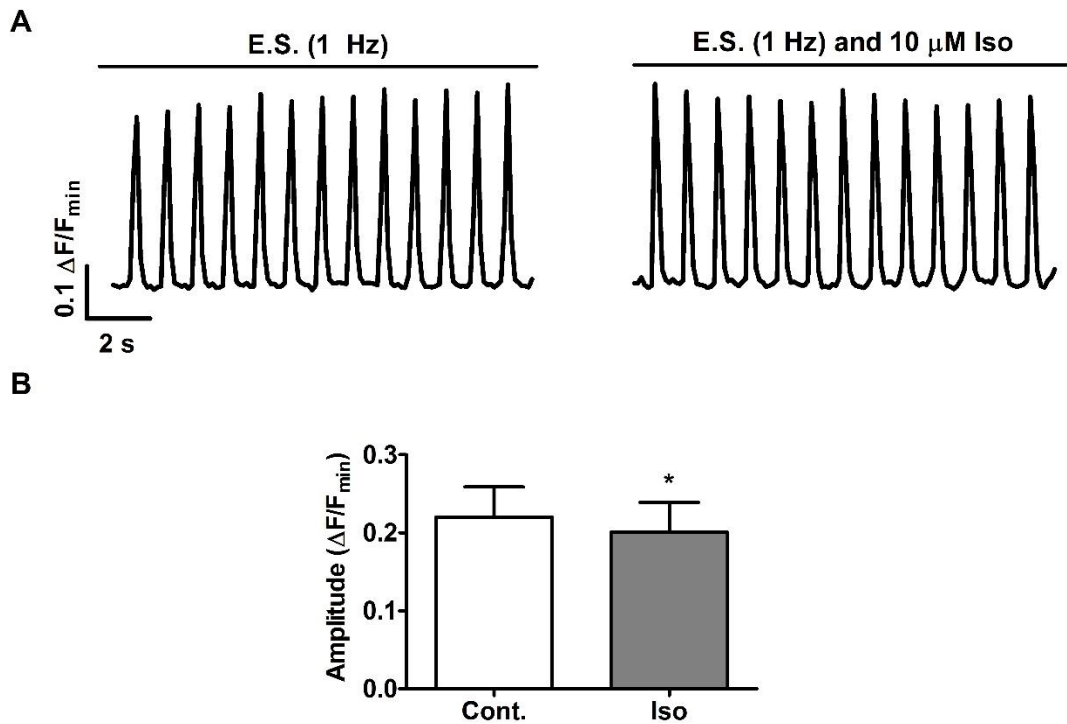 A
E.S. (1 Hz)
E.S. (1 Hz) and 10 μM Iso
0.1 ΔF/Fmin
2 s
B
Amplitude (ΔF/Fmin)
0.3
0.2
0.1
0.0
*
Cont.
Iso